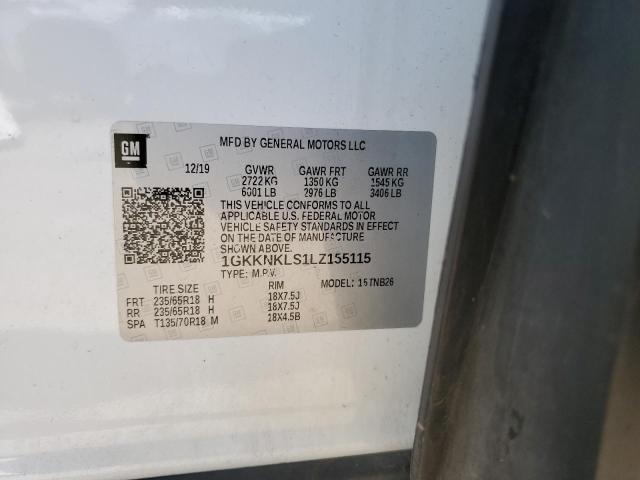 GM
MFD BY GENERAL MOTORS LLC
12/19 GVWR GAWR FRT GAWR RR
2722 KG 1350 KG 1545 KG
6001 LB 2976 LB 3406 LB
THIS VEHICLE CONFORMS TO ALL
APPLICABLE U.S. FEDERAL MOTOR
VEHICLE SAFETY STANDARDS IN EFFECT
ON THE DATE OF MANUFACTURE
SHOWN ABOVE.
1GKKNKLS1LZ155115
TYPE: M.P.V. MODEL: 1STNB26
TIRE SIZE RIM
FRT 235/65R18 H 18X7.5J
RR 235/65R18 H 18X7.5J
SPA T135/70R18 M 18X4.5B